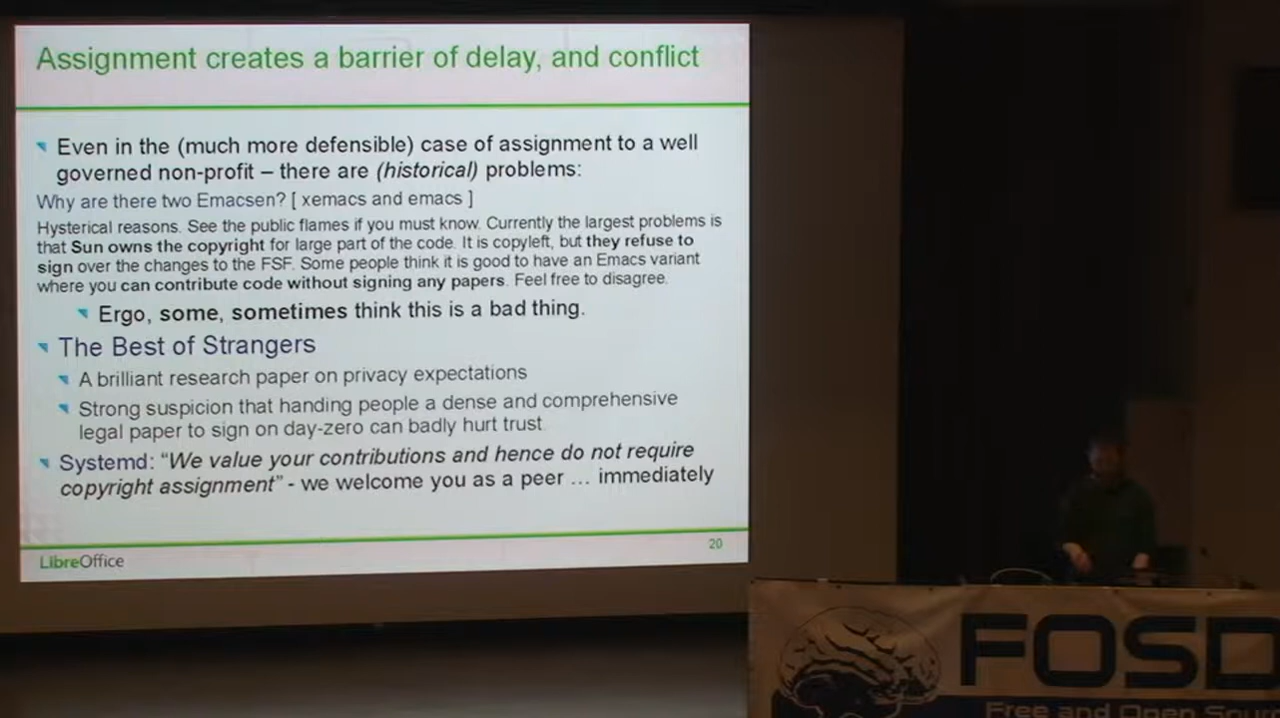 Assignment creates a barrier of delay, and conflict
Even in the (much more defensible) case of assignment to a well
governed non-profit – there are (historical) problems:
Why are there two Emacsen? [ xemacs and emacs ]
Hysterical reasons. See the public flames if you must know. Currently the largest problems is
that Sun owns the copyright for large part of the code. It is copyleft, but they refuse to
sign over the changes to the FSF. Some people think it is good to have an Emacs variant
where you can contribute code without signing any papers. Feel free to disagree.
Ergo, some, sometimes think this is a bad thing.
The Best of Strangers
A brilliant research paper on privacy expectations
Strong suspicion that handing people a dense and comprehensive
legal paper to sign on day-zero can badly hurt trust
Systemd: “We value your contributions and hence do not require
copyright assignment” - we welcome you as a peer … immediately
20
LibreOffice
FOSD
Free and Open Sour